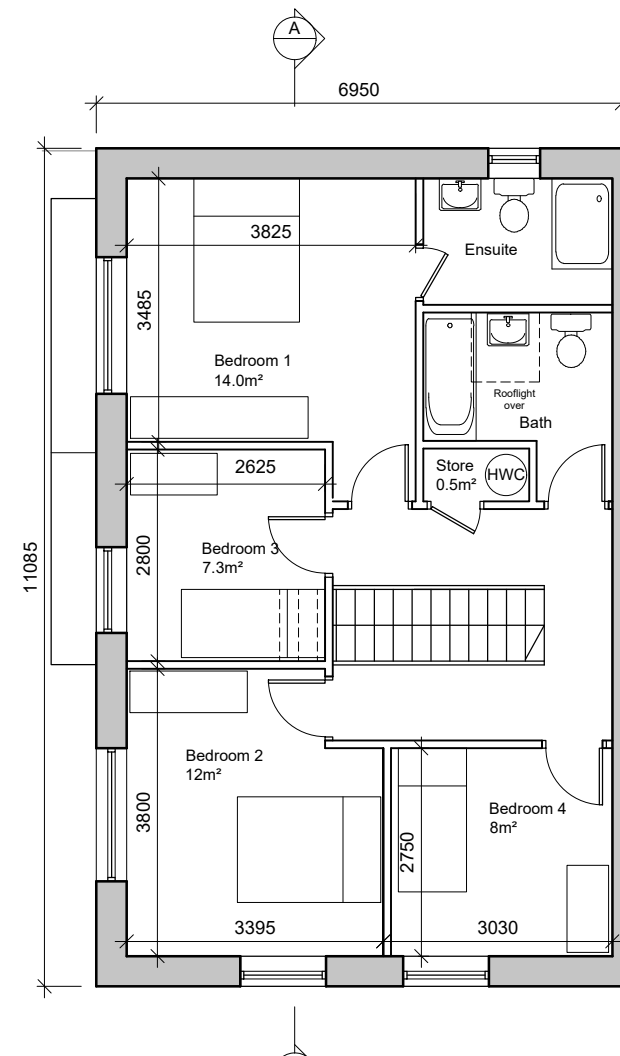 A
6950
3825
Ensuite
3485
Bedroom 1
14.0m²
Rooflight
over
Bath
2625
Store
0.5m²
HWC
11085
2800
Bedroom 3
7.3m²
Bedroom 2
12m²
3800
Bedroom 4
8m²
2750
3395
3030